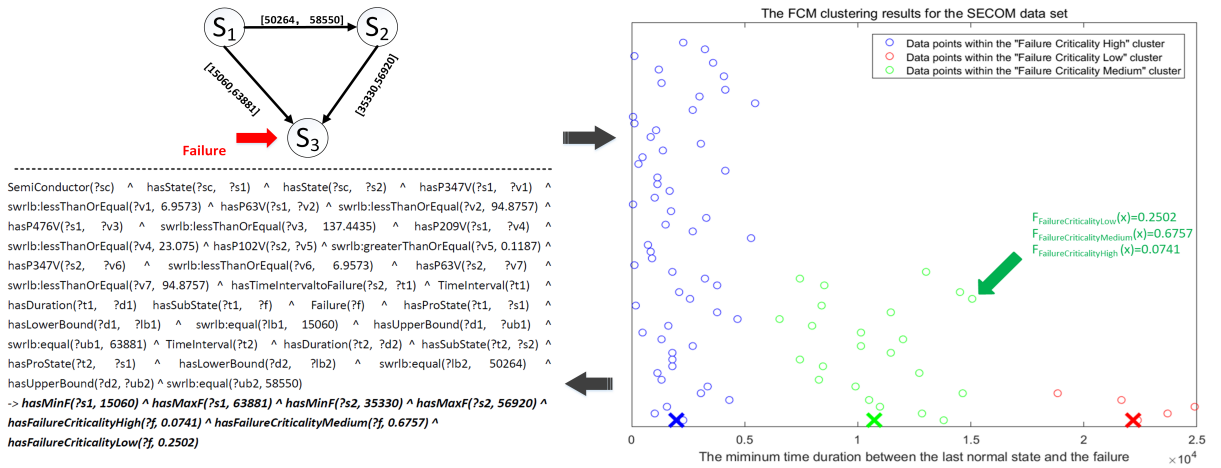 [50264, 58550]
S1
S2
[15060,63881]
[35330,56920]
S3
Failure
SemiConductor(?sc) ^ hasState(?sc, ?s1) ^ hasState(?sc, ?s2) ^ hasP347V(?s1, ?v1) ^
swrlb:lessThanOrEqual(?v1, 6.9573) ^ hasP63V(?s1, ?v2) ^ swrlb:lessThanOrEqual(?v2, 94.8757) ^
hasP476V(?s1, ?v3) ^ swrlb:lessThanOrEqual(?v3, 137.4435) ^ hasP209V(?s1, ?v4) ^
swrlb:lessThanOrEqual(?v4, 23.075) ^ hasP102V(?s2, ?v5) ^ swrlb:greaterThanOrEqual(?v5, 0.1187) ^
hasP347V(?s2, ?v6) ^ swrlb:lessThanOrEqual(?v6, 6.9573) ^ hasP63V(?s2, ?v7) ^
swrlb:lessThanOrEqual(?v7, 94.8757) ^ hasTimeIntervaltoFailure(?s2, ?t1) ^ TimeInterval(?t1) ^
hasDuration(?t1, ?d1) hasSubState(?t1, ?f) ^ Failure(?f) ^ hasProState(?t1, ?s1) ^
hasLowerBound(?d1, ?lb1) ^ swrlb:equal(?lb1, 15060) ^ hasUpperBound(?d1, ?ub1) ^
swrlb:equal(?ub1, 63881) ^ TimeInterval(?t2) ^ hasDuration(?t2, ?d2) ^ hasSubState(?t2, ?s2) ^
hasProState(?t2, ?s1) ^ hasLowerBound(?d2, ?lb2) ^ swrlb:equal(?lb2, 50264) ^
hasUpperBound(?d2, ?ub2) ^ swrlb:equal(?ub2, 58550)
-> hasMinF(?s1, 15060) ^ hasMaxF(?s1, 63881) ^ hasMinF(?s2, 35330) ^ hasMaxF(?s2, 56920) ^
hasFailureCriticalityHigh(?f, 0.0741) ^ hasFailureCriticalityMedium(?f, 0.6757) ^
hasFailureCriticalityLow(?f, 0.2502)
The FCM clustering results for the SECOM data set
Data points within the "Failure Criticality High" cluster
Data points within the "Failure Criticality Low" cluster
Data points within the "Failure Criticality Medium" cluster
FFailureCriticalityLow(x)=0.2502
FFailureCriticalityMedium(x)=0.6757
FFailureCriticalityHigh (x)=0.0741
0 0.5 1 1.5 2 2.5
The miminum time duration between the last normal state and the failure
×10^4